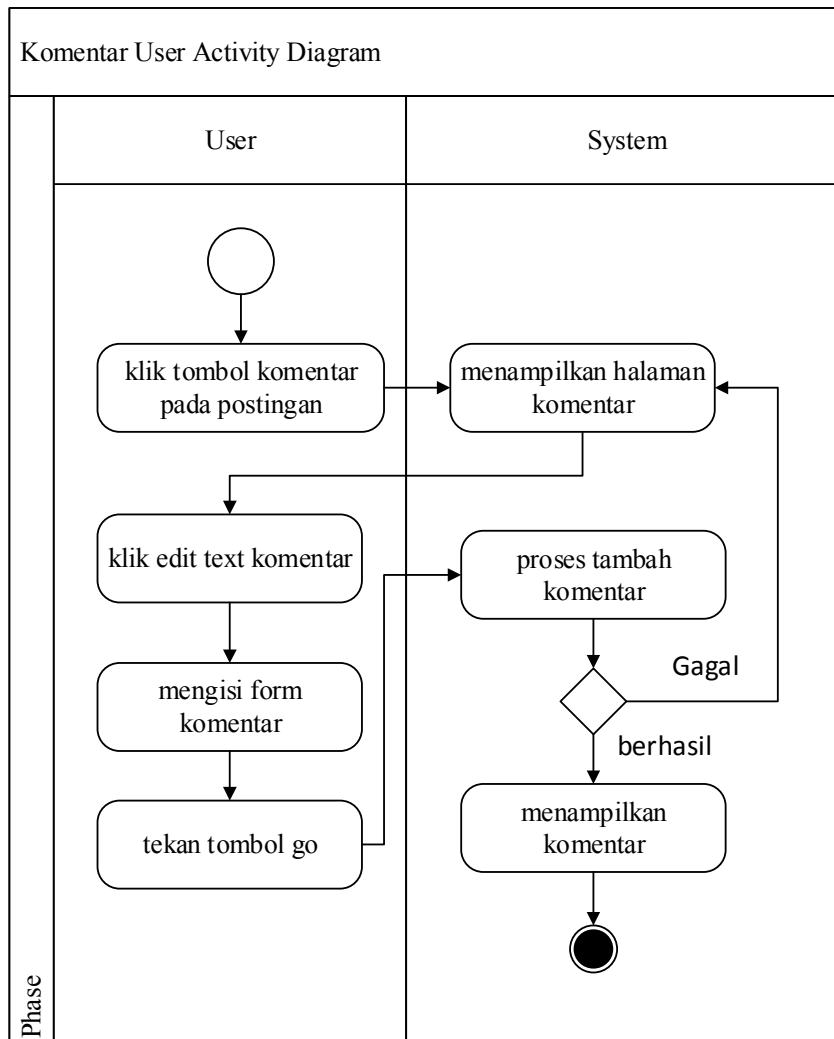 Komentar User Activity Diagram
User
System
klik tombol komentar
pada postingan
menampilkan halaman
komentar
klik edit text komentar
proses tambah
komentar
mengisi form
komentar
Gagal
berhasil
tekan tombol go
menampilkan
komentar
Phase